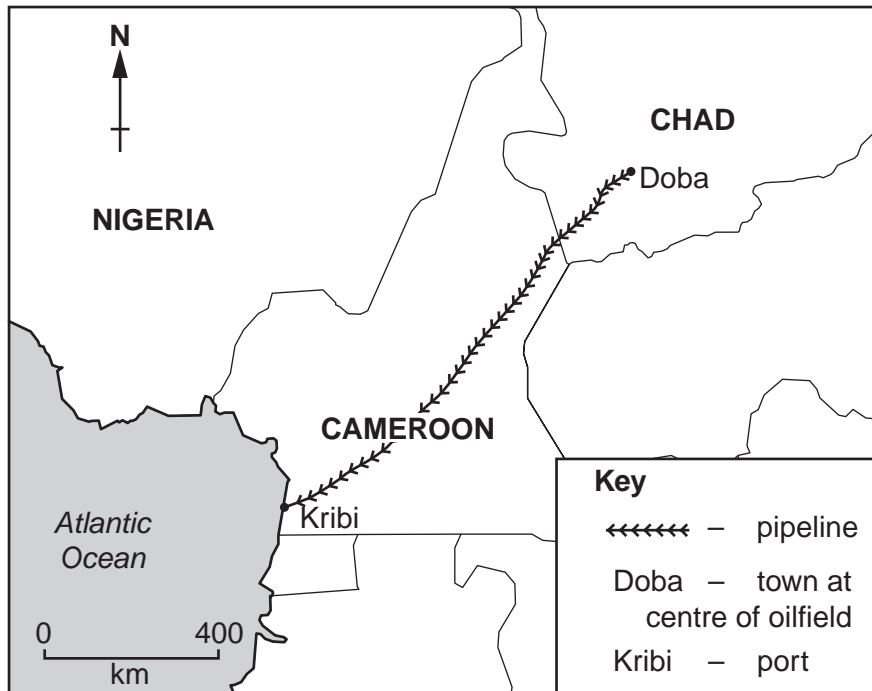 N
CHAD
Doba
NIGERIA
CAMEROON
Kribi
Atlantic
Ocean
0 400
km
Key
– pipeline
Doba – town at
centre of oilfield
Kribi – port